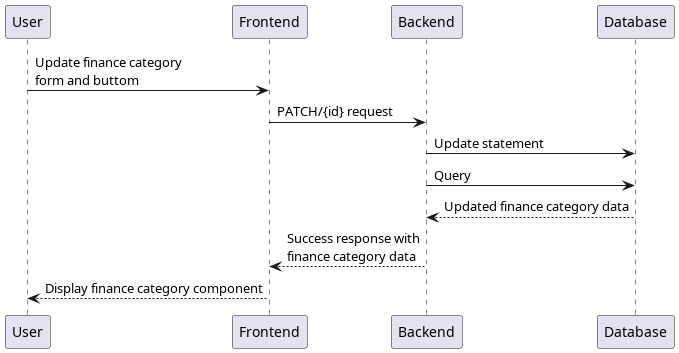 User
Frontend
Backend
Database
Update finance category
form and buttom
PATCH/{id} request
Update statement
Query
Updated finance category data
Success response with
finance category data
Display finance category component
User
Frontend
Backend
Database